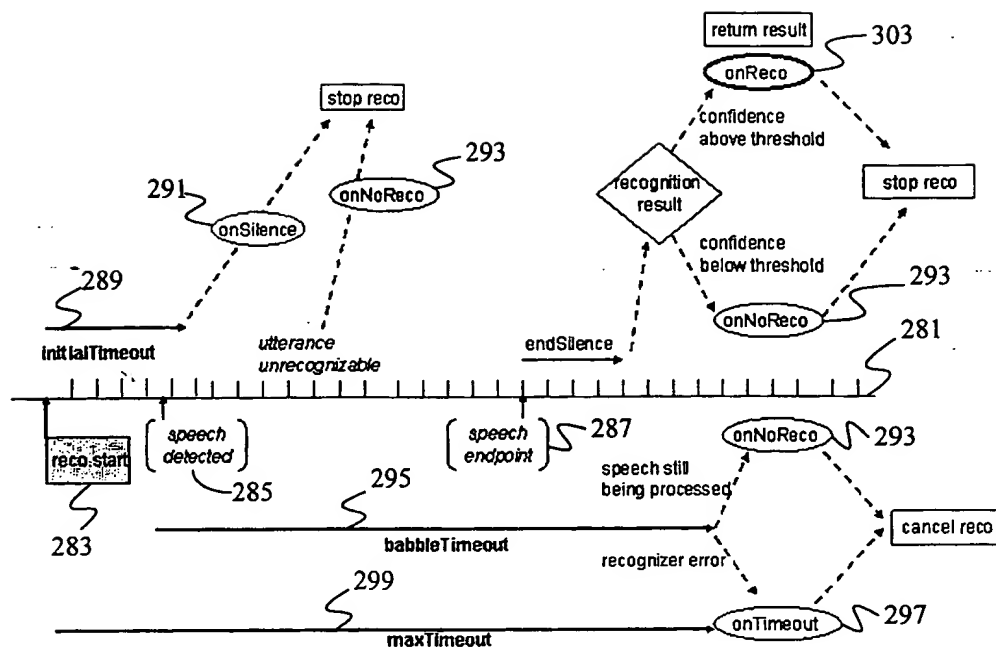 return result
303
onReco
stop reco
confidence
above threshold
293
291
onNoReco
recognition
result
stop reco
onSilence
confidence
below threshold
289
293
onNoReco
initialTimeout
utterance
unrecognizable
endSilence
281
reco start
speech
detected
speech
endpoint
287
onNoReco
293
285
295
speech still
being processed
283
babbleTimeout
cancel reco
recognizer error
299
maxTimeout
onTimeout
297